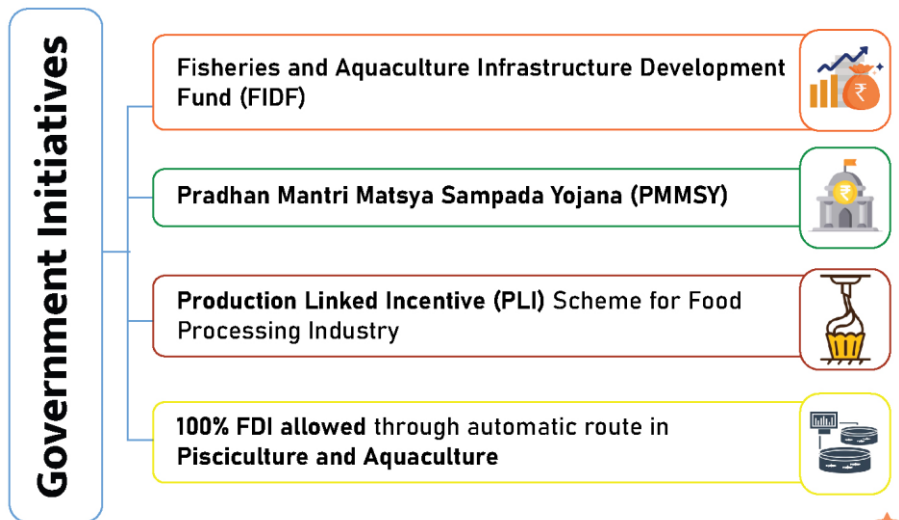 Government Initiatives
Fisheries and Aquaculture Infrastructure Development
Fund (FIDF)
Pradhan Mantri Matsya Sampada Yojana (PMMSY)
Production Linked Incentive (PLI) Scheme for Food
Processing Industry
100% FDI allowed through automatic route in
Pisciculture and Aquaculture